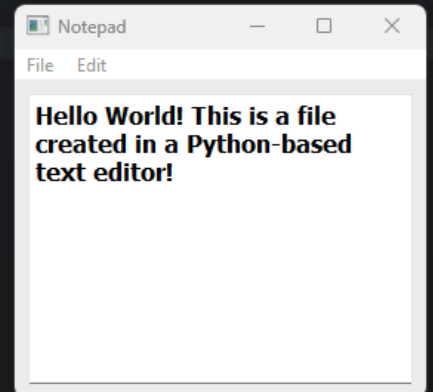 Notepad
File Edit
Hello World! This is a file
created in a Python-based
text editor!